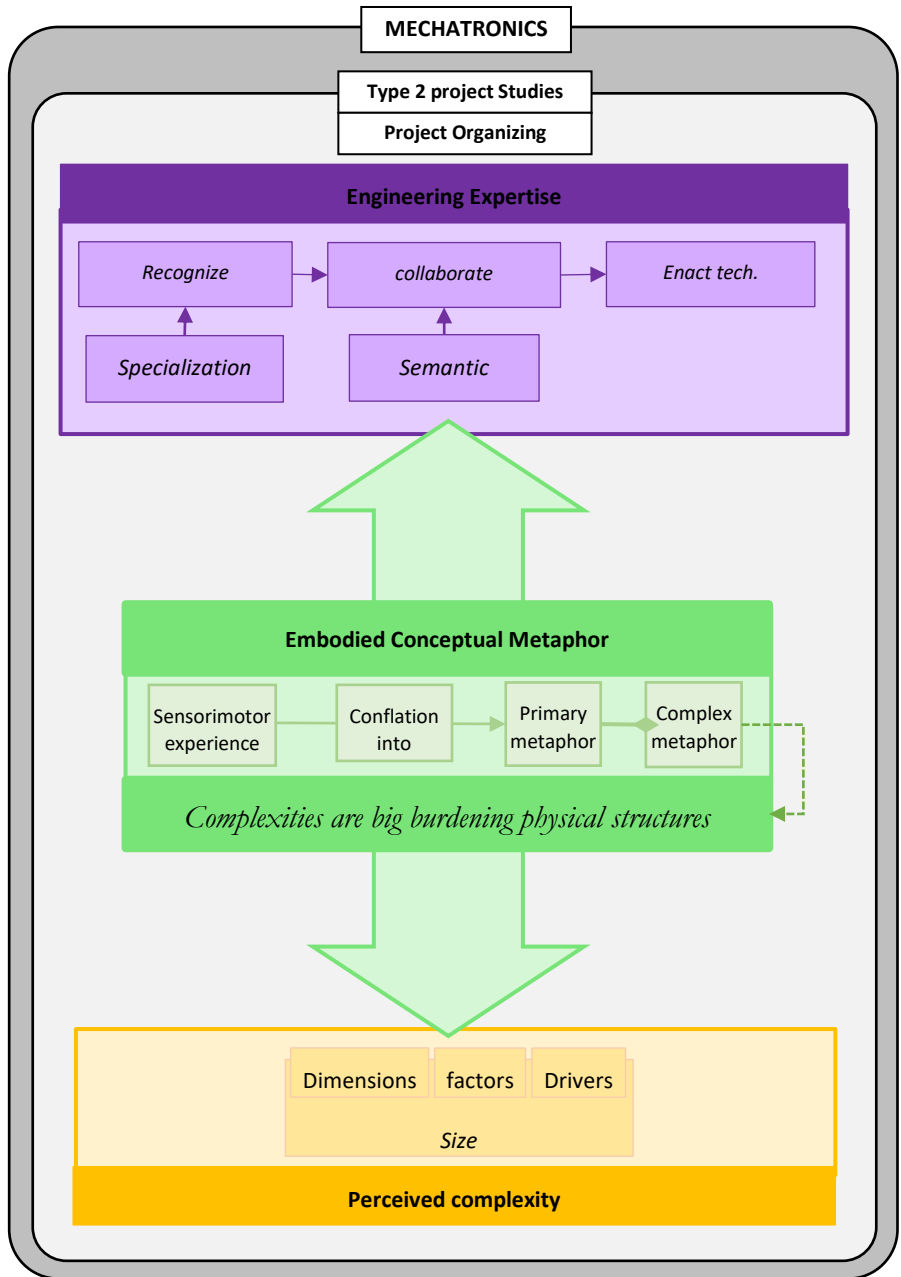 MECHATRONICS
Type 2 project Studies
Project Organizing
Engineering Expertise
Recognize
collaborate
Enact tech.
Specialization
Semantic
Embodied Conceptual Metaphor
Sensorimotor
experience
Conflation
into
Primary
metaphor
Complex
metaphor
Complexities are big burdening physical structures
Dimensions
factors
Drivers
Size
Perceived complexity